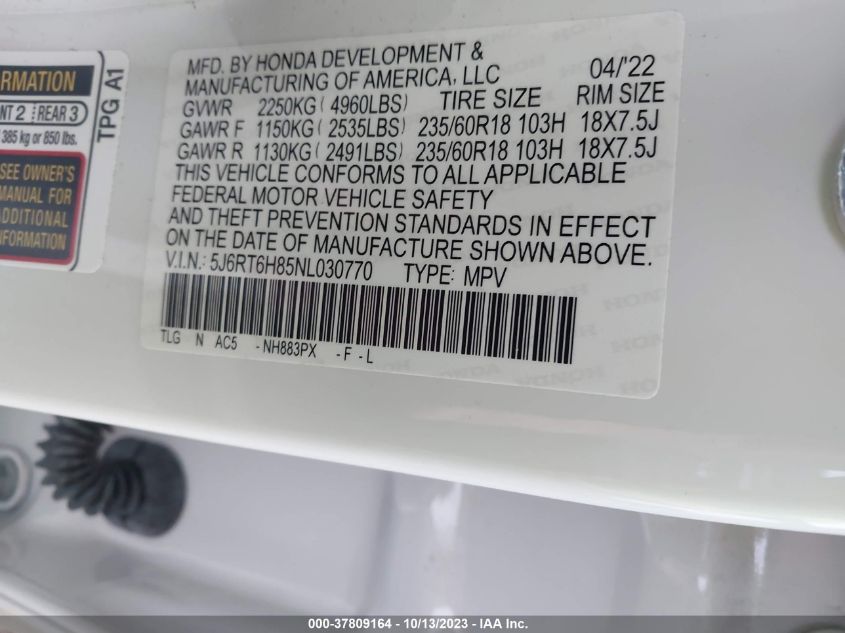 RMATION
NT 2 REAR 3
385 kg or 850 lbs.
SEE OWNER'S
MANUAL FOR
ADDITIONAL
INFORMATION
TPG A1
MFD. BY HONDA DEVELOPMENT &
MANUFACTURING OF AMERICA, LLC 04/'22
GVWR 2250KG ( 4960LBS) TIRE SIZE RIM SIZE
GAWR F 1150KG ( 2535LBS) 235/60R18 103H 18X7.5J
GAWR R 1130KG ( 2491LBS) 235/60R18 103H 18X7.5J
THIS VEHICLE CONFORMS TO ALL APPLICABLE
FEDERAL MOTOR VEHICLE SAFETY
AND THEFT PREVENTION STANDARDS IN EFFECT
ON THE DATE OF MANUFACTURE SHOWN ABOVE.
V.I.N.: 5J6RT6H85NL030770 TYPE: MPV
TLG N AC5 - NH883PX - F - L
000-37809164 - 10/13/2023 - IAA Inc.